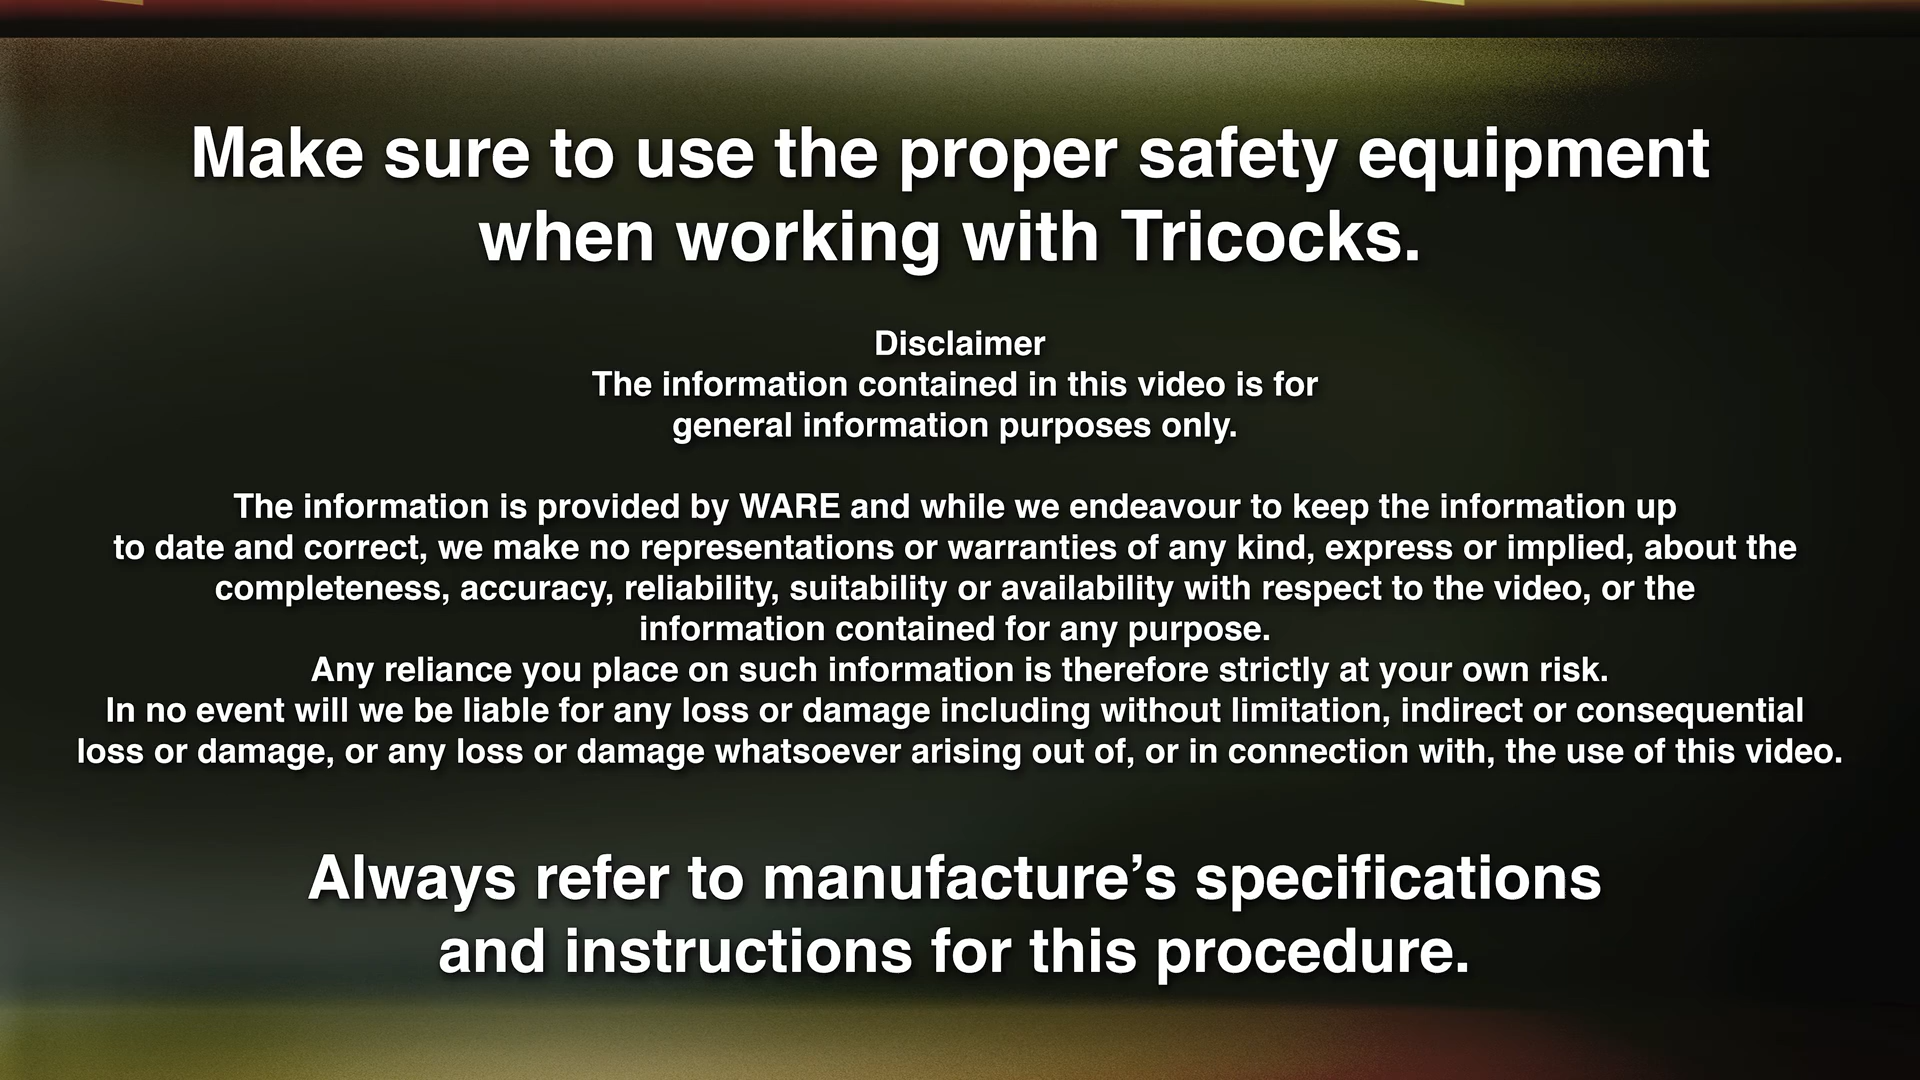 Make sure to use the proper safety equipment
when working with Tricocks.
Disclaimer
The information contained in this video is for
general information purposes only.
The information is provided by WARE and while we endeavour to keep the information up
to date and correct, we make no representations or warranties of any kind, express or implied, about the
completeness, accuracy, reliability, suitability or availability with respect to the video, or the
information contained for any purpose.
Any reliance you place on such information is therefore strictly at your own risk.
In no event will we be liable for any loss or damage including without limitation, indirect or consequential
loss or damage, or any loss or damage whatsoever arising out of, or in connection with, the use of this video.
Always refer to manufacture’s specifications
and instructions for this procedure.